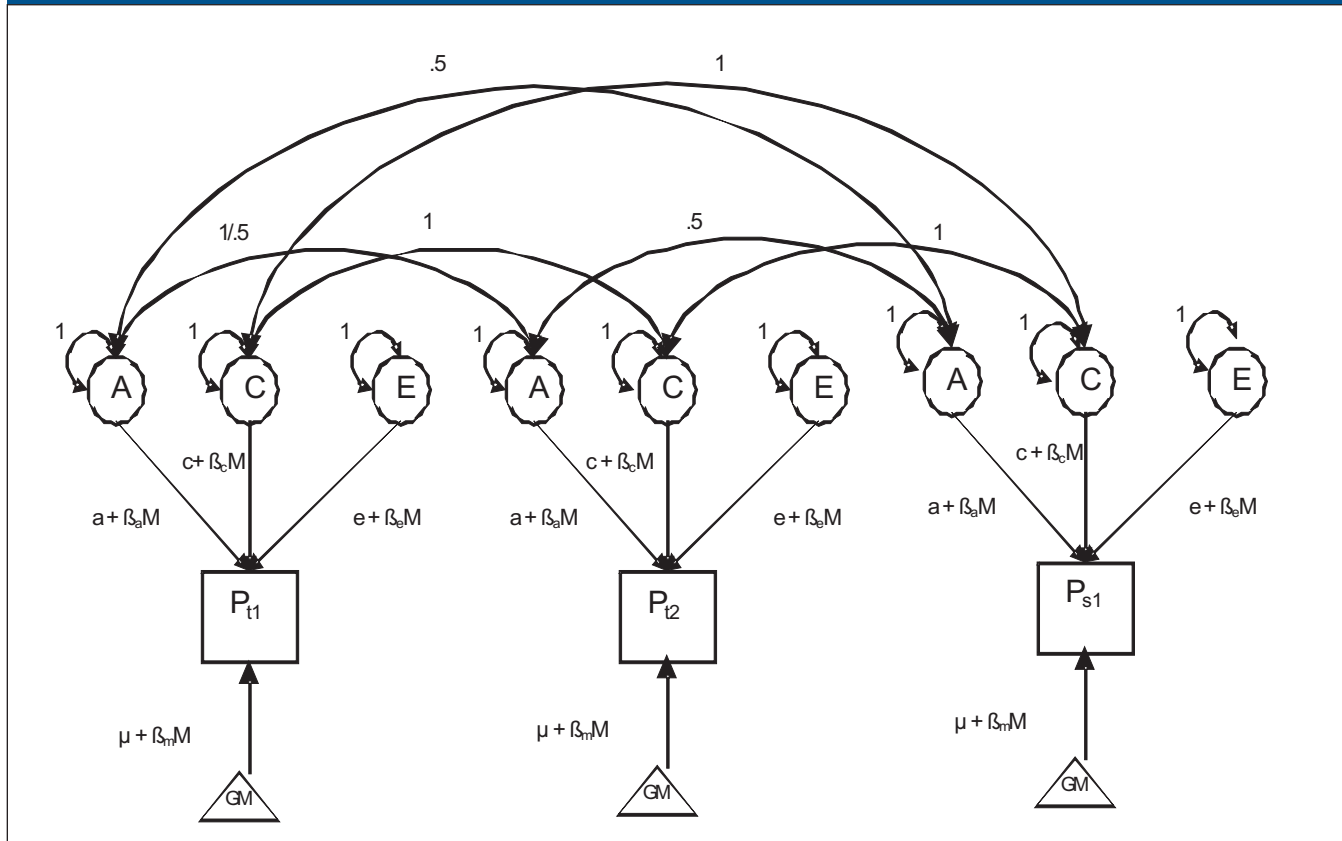 .5 1
1/.5 1 .5 1
1 1 1 1 1 1 1 1 1
A C E A C E A C E
c + ßcM c + ßcM c + ßcM
a + ßaM e + ßeM a + ßaM e + ßeM a + ßaM e + ßeM
Pt1 Pt2 Ps1
µ + ßmM µ + ßmM µ + ßmM
GM GM GM